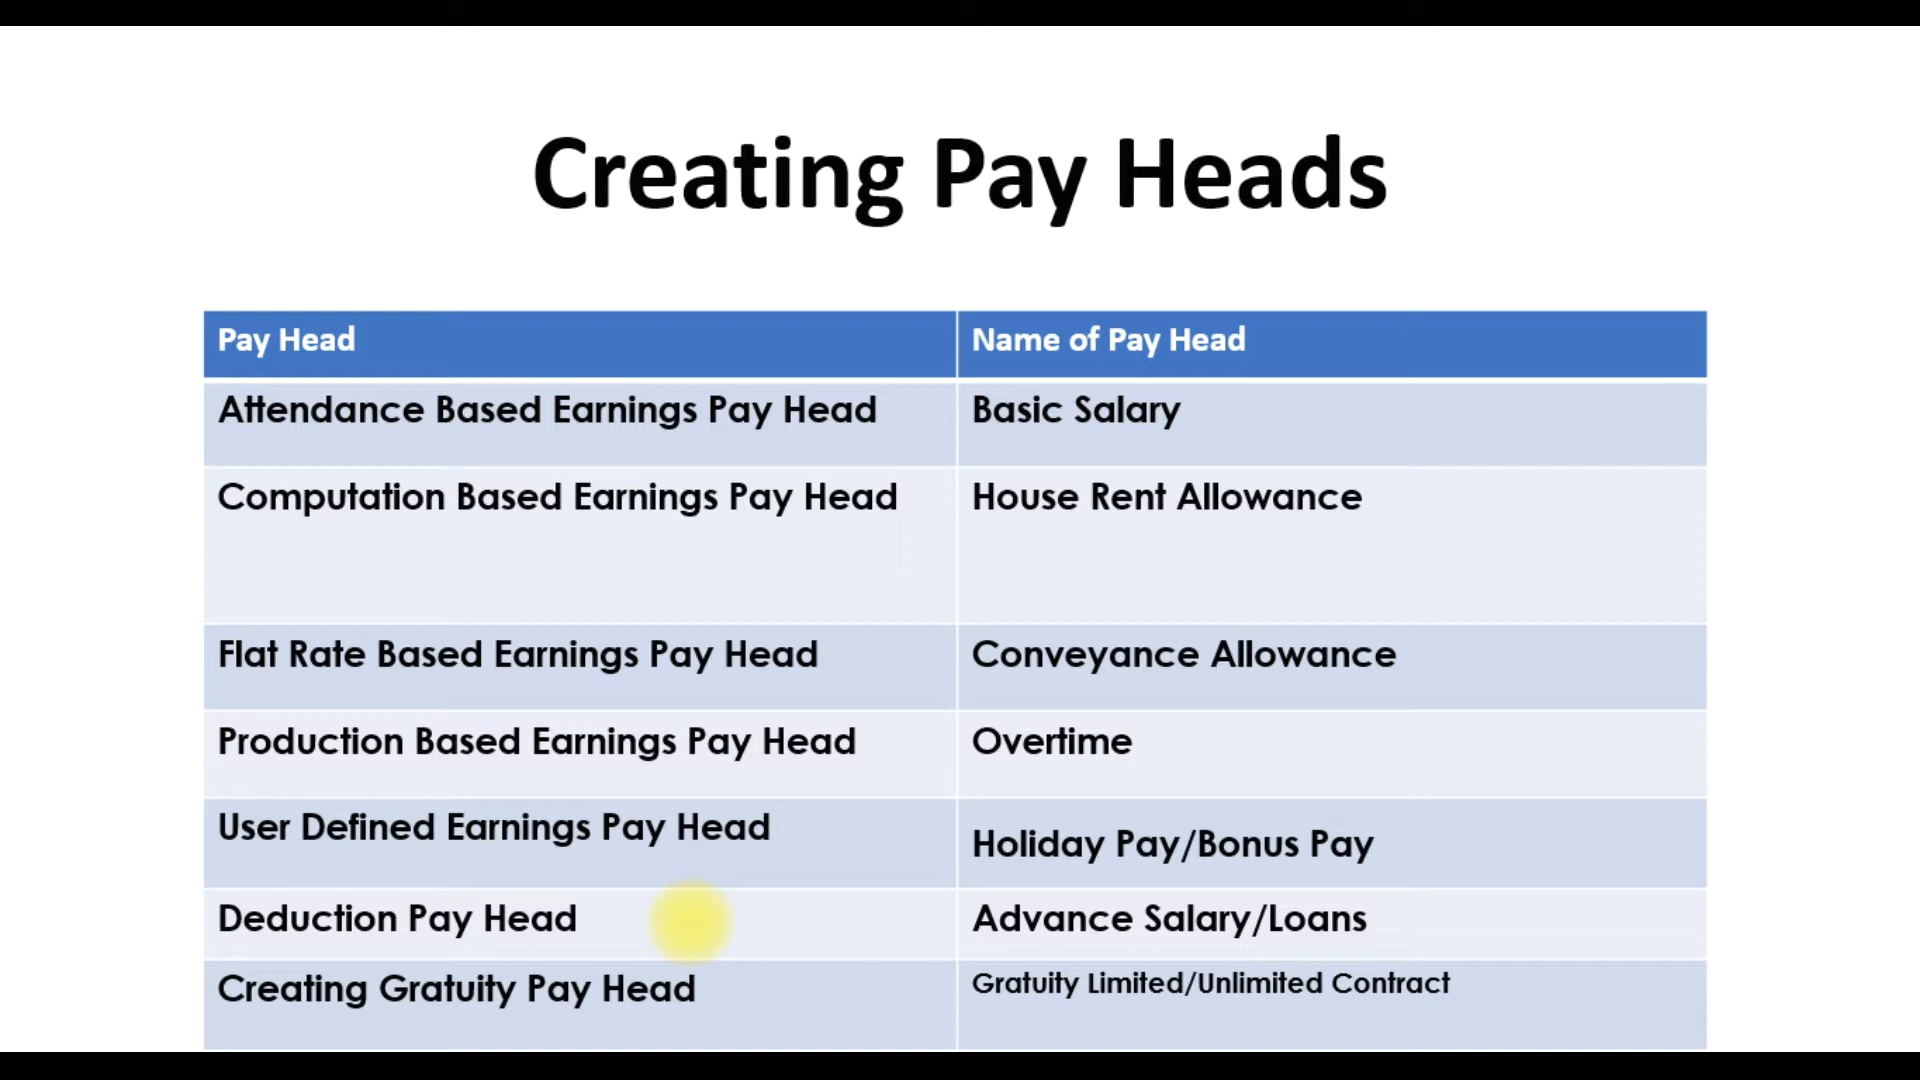 Creating Pay Heads
Pay Head Name of Pay Head
Attendance Based Earnings Pay Head Basic Salary
Computation Based Earnings Pay Head House Rent Allowance
Flat Rate Based Earnings Pay Head Conveyance Allowance
Production Based Earnings Pay Head Overtime
User Defined Earnings Pay Head Holiday Pay/Bonus Pay
Deduction Pay Head Advance Salary/Loans
Creating Gratuity Pay Head Gratuity Limited/Unlimited Contract